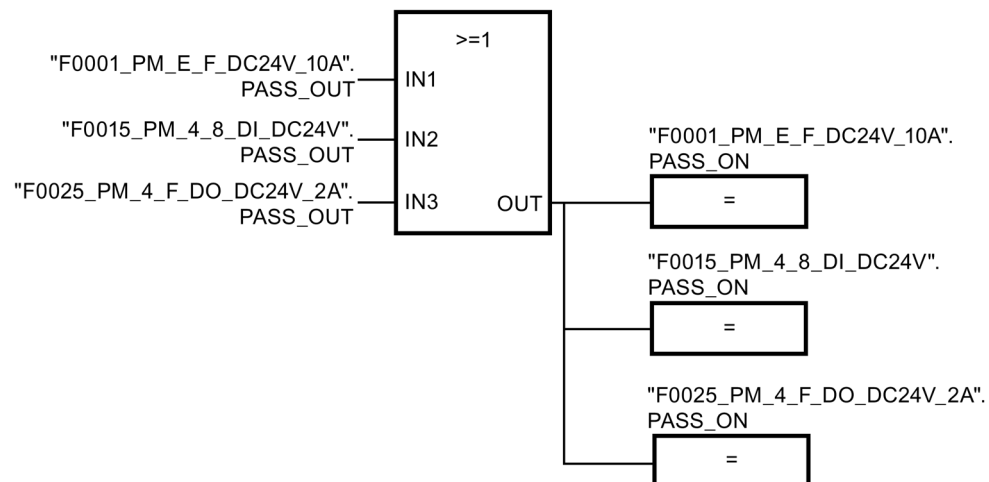 >=1
"F0001_PM_E_F_DC24V_10A".
PASS_OUT
IN1
"F0015_PM_4_8_DI_DC24V".
PASS_OUT
IN2
"F0025_PM_4_F_DO_DC24V_2A".
PASS_OUT
IN3
OUT
"F0001_PM_E_F_DC24V_10A".
PASS_ON
=
"F0015_PM_4_8_DI_DC24V".
PASS_ON
=
"F0025_PM_4_F_DO_DC24V_2A".
PASS_ON
=